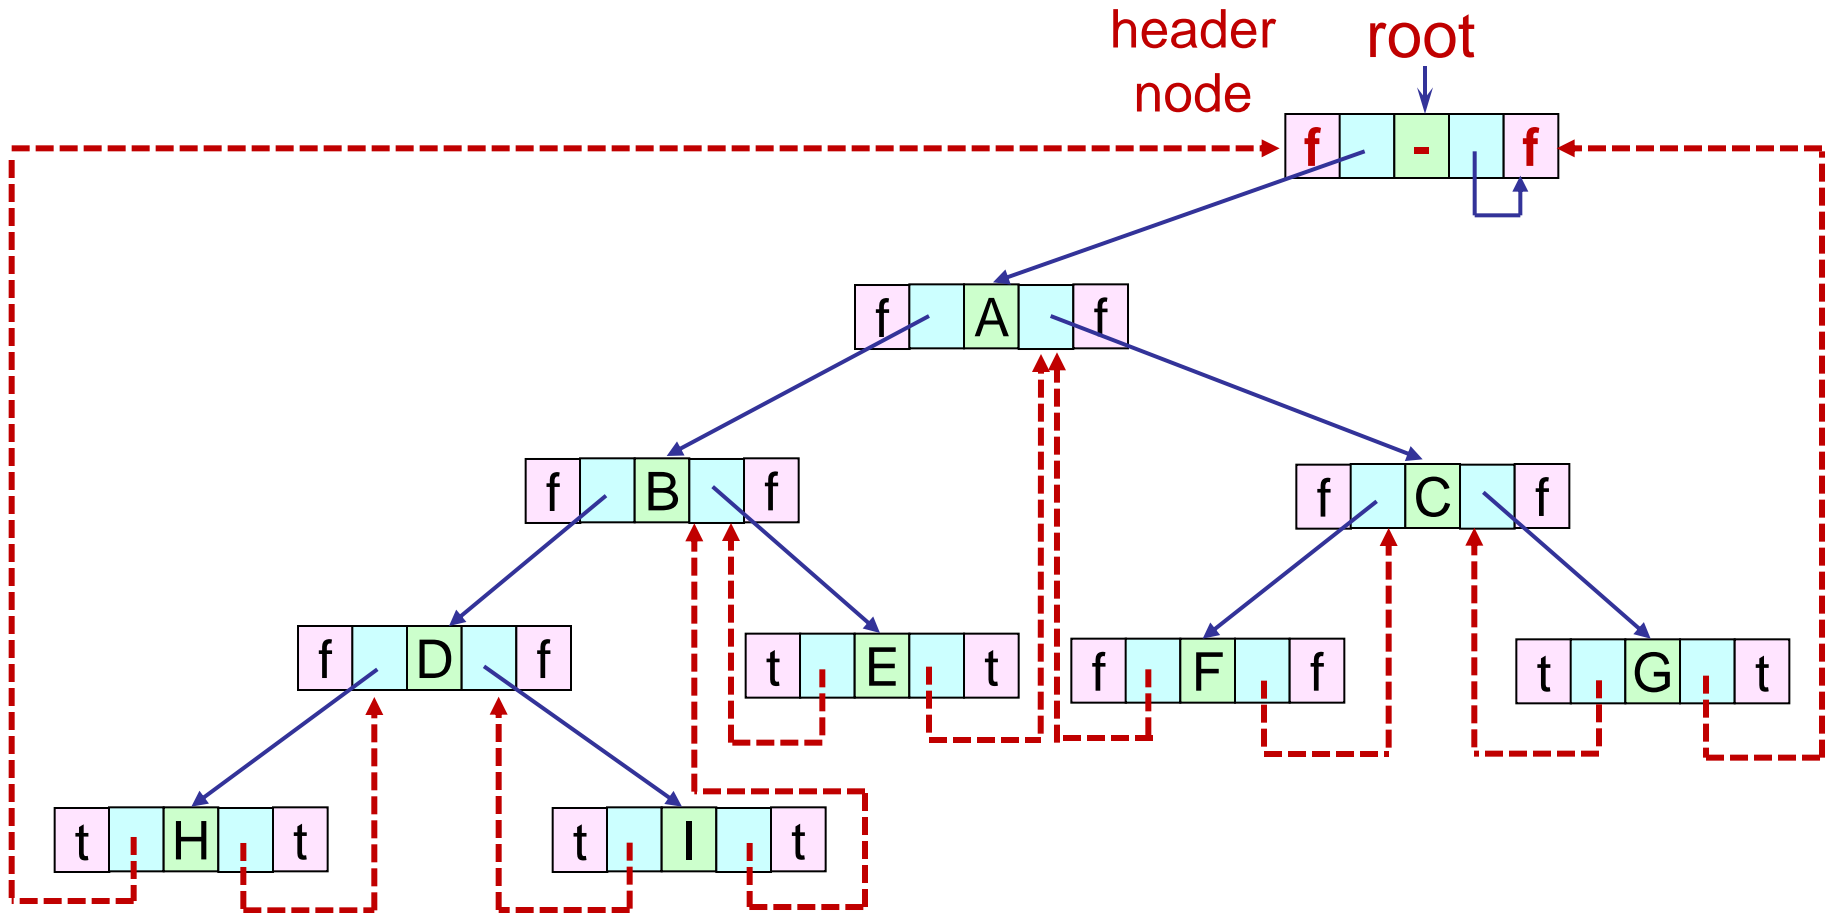 header
root
node
f - f
f A f
f B f
f C f
f D f
t E t
f F f
t G t
t H t
t I t